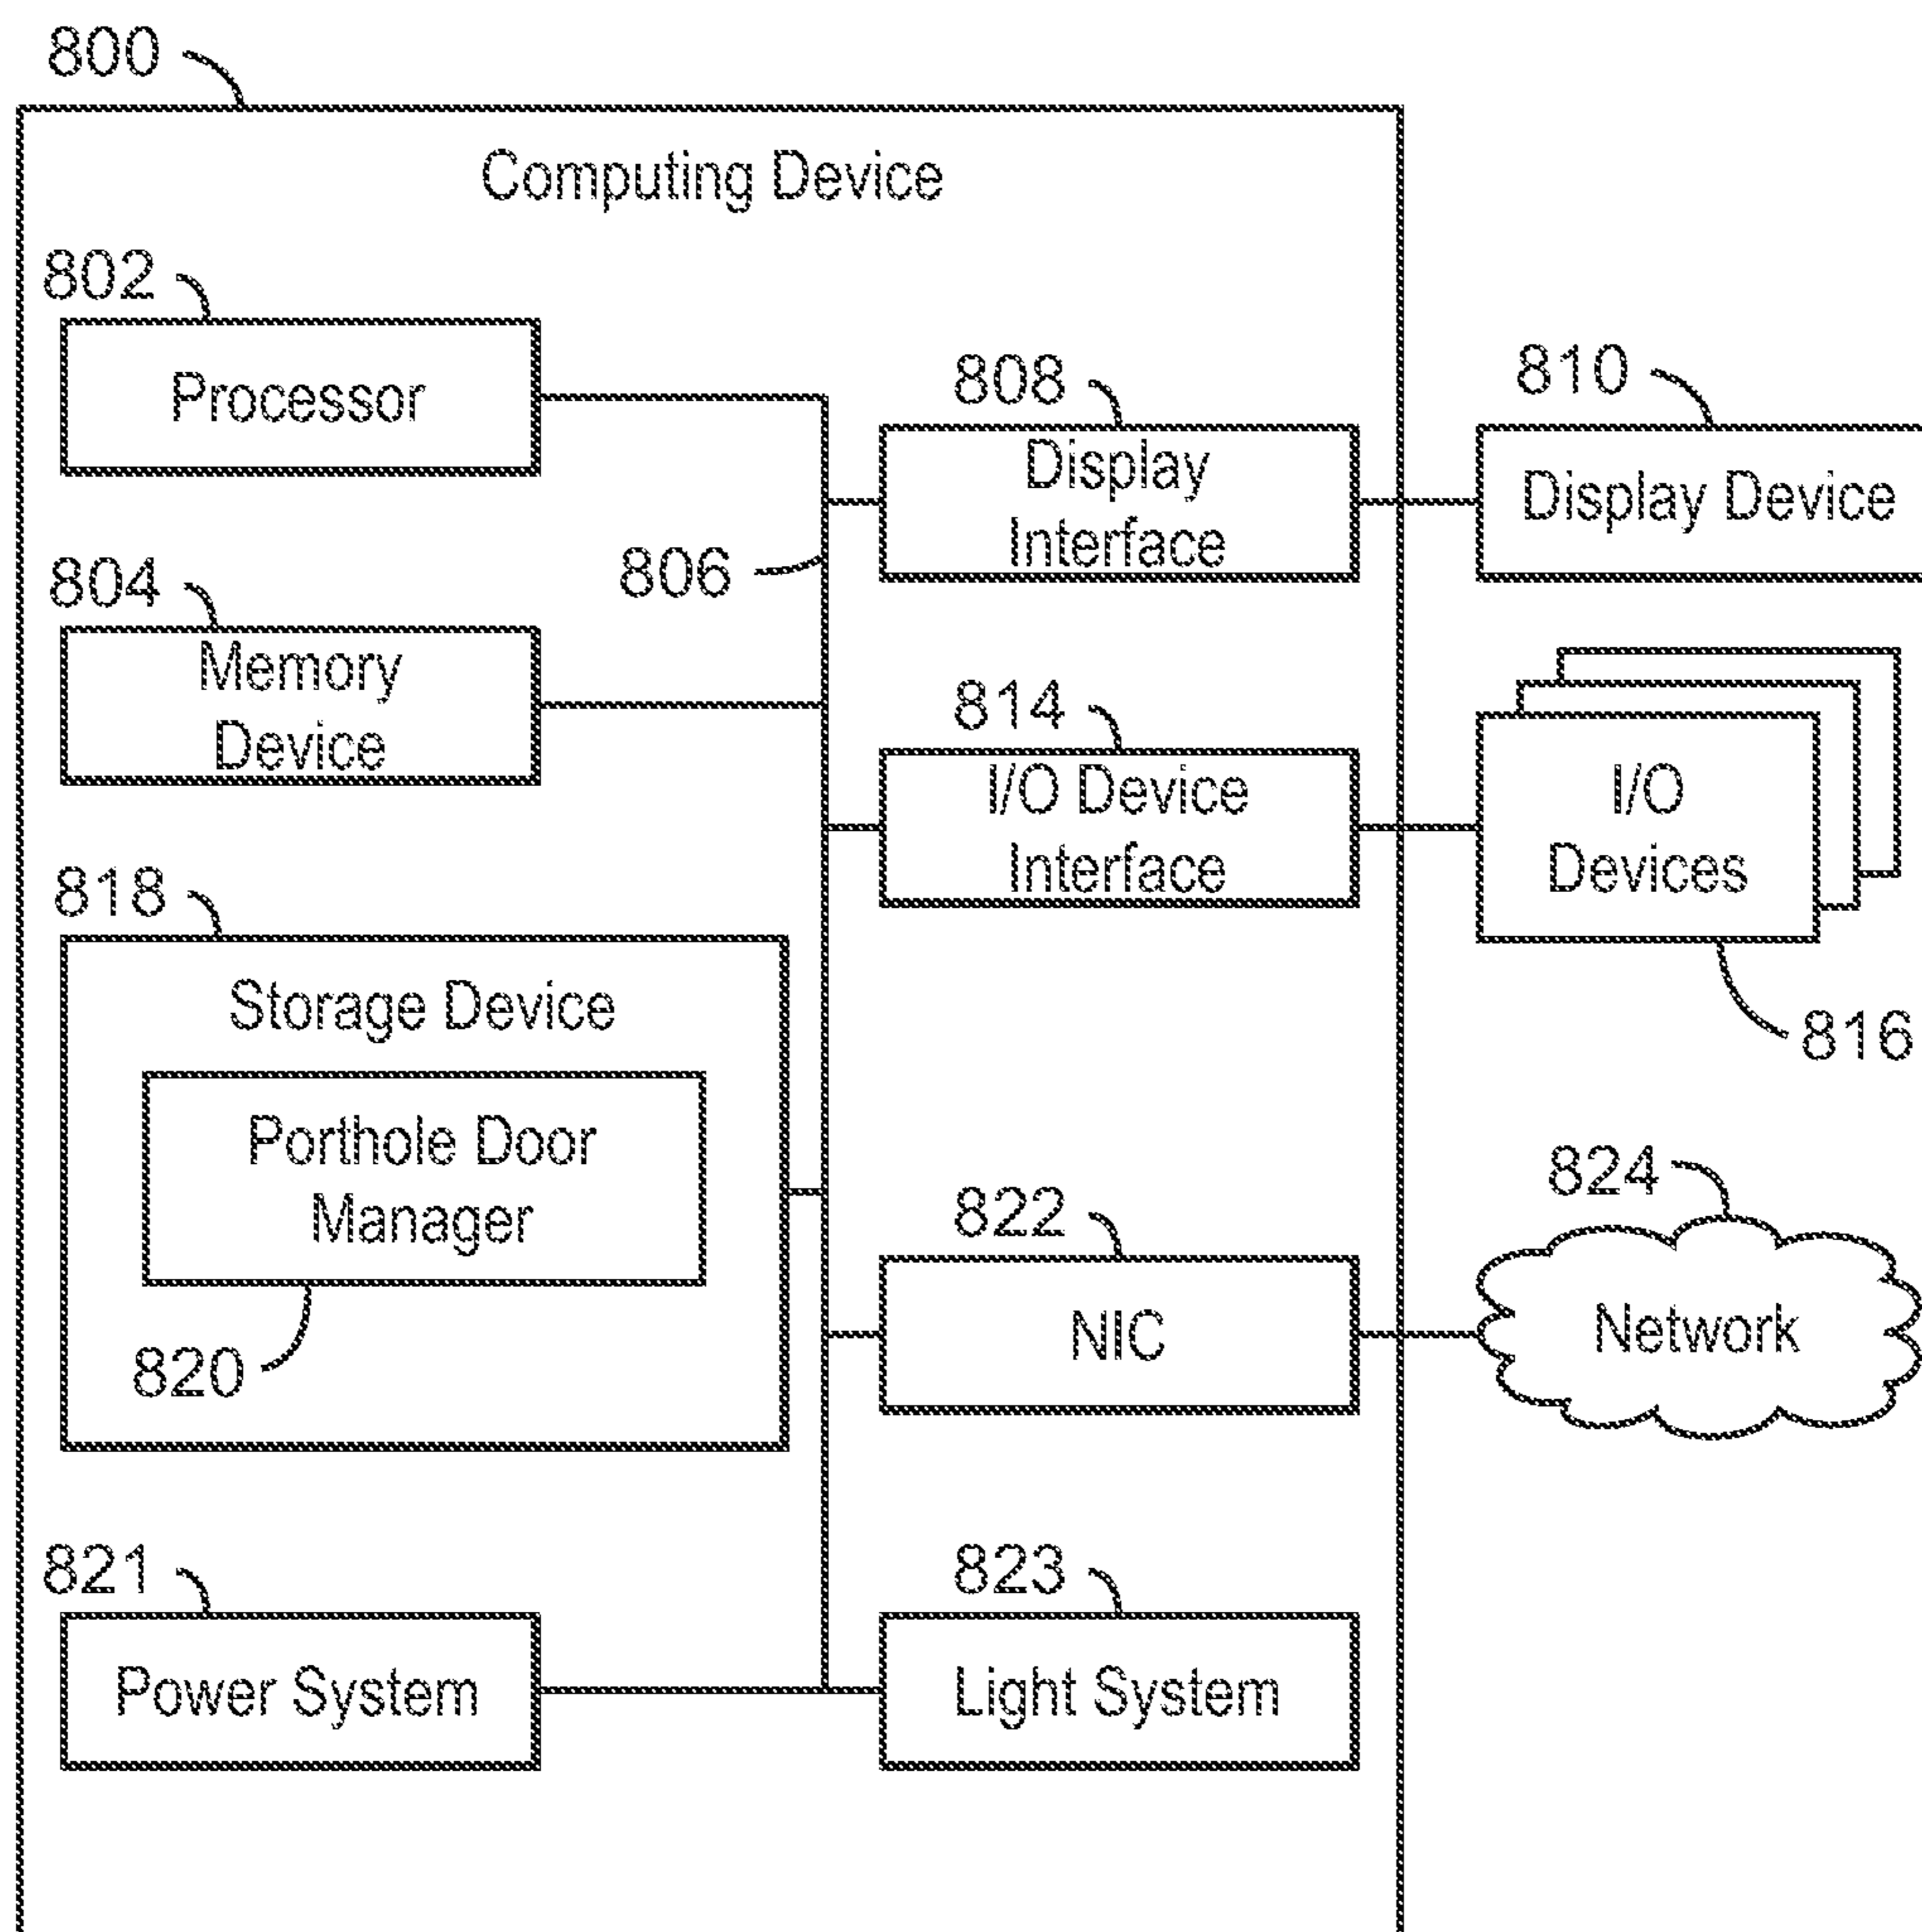 800
Computing Device
802
Processor
808
Display
Interface
810
Display Device
806
804
Memory
Device
814
I/O Device
Interface
I/O
Devices
816
818
Storage Device
Porthole Door
Manager
820
822
NIC
824
Network
821
Power System
823
Light System